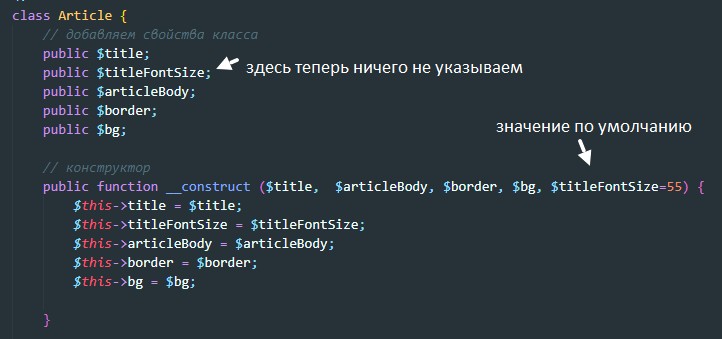 class Article {
// добавляем свойства класса
public $title;
public $titleFontSize; здесь теперь ничего не указываем
public $articleBody;
public $border;
public $bg;
значение по умолчанию
// конструктор
public function __construct ($title,  $articleBody, $border, $bg, $titleFontSize=55) {
$this->title = $title;
$this->titleFontSize = $titleFontSize;
$this->articleBody = $articleBody;
$this->border = $border;
$this->bg = $bg;
}